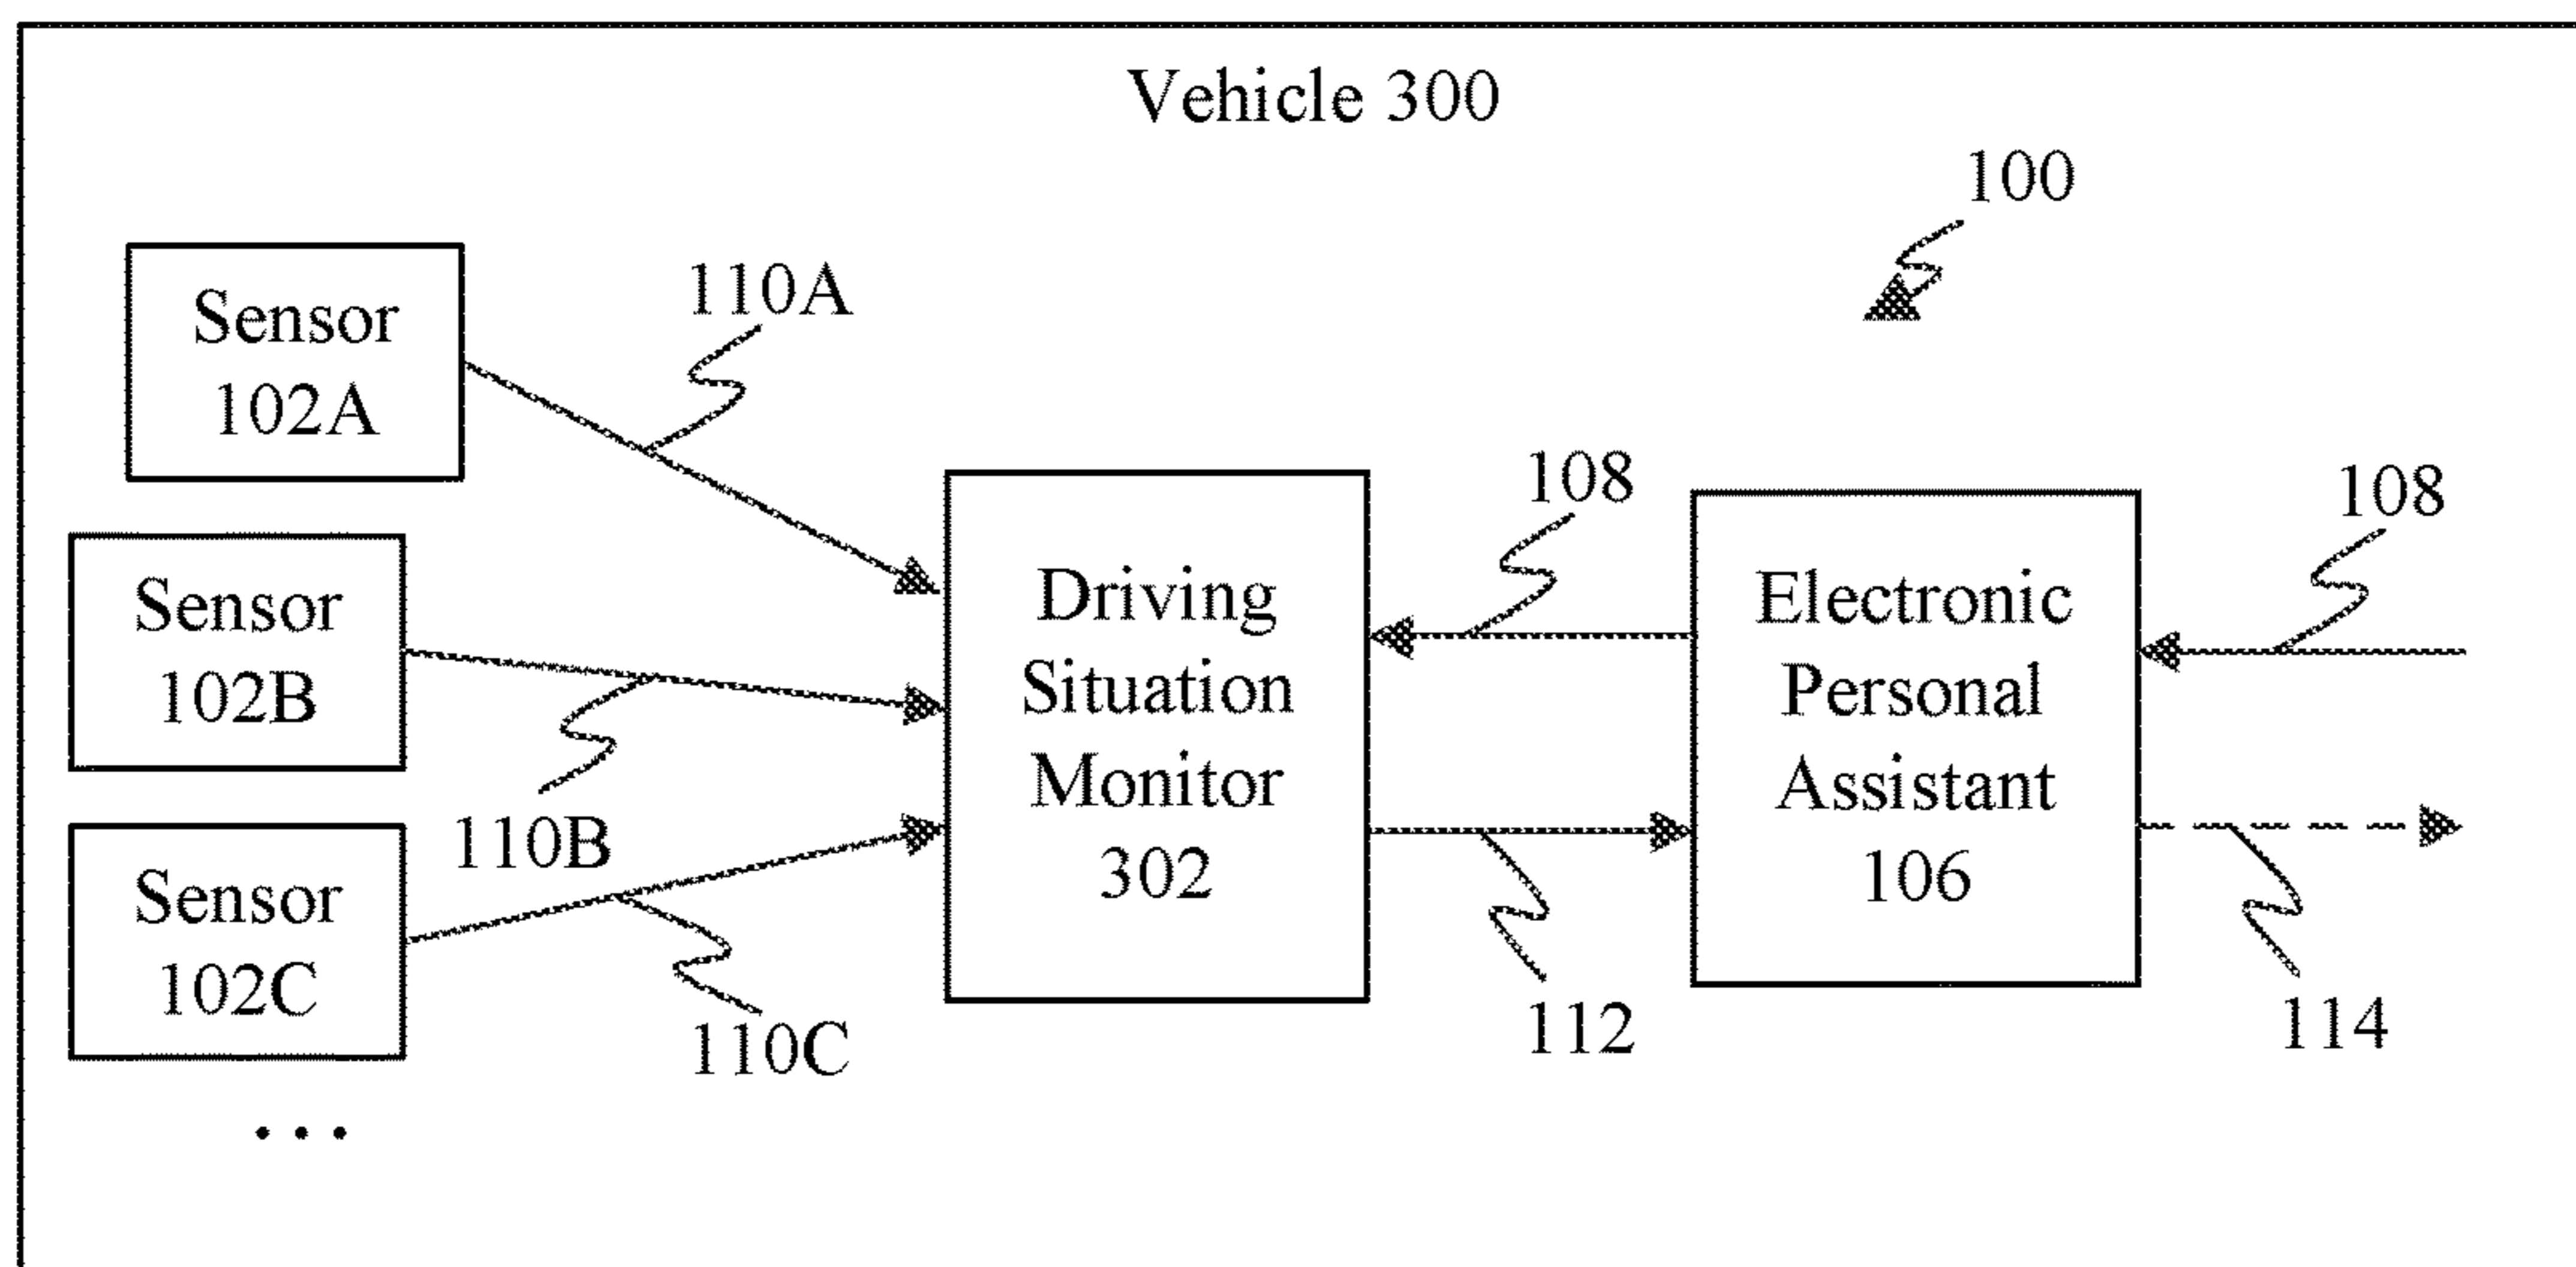 Vehicle 300
100
Sensor
102A
110A
Sensor
102B
110B
Sensor
102C
110C
...
Driving
Situation
Monitor
302
108
112
Electronic
Personal
Assistant
106
108
114